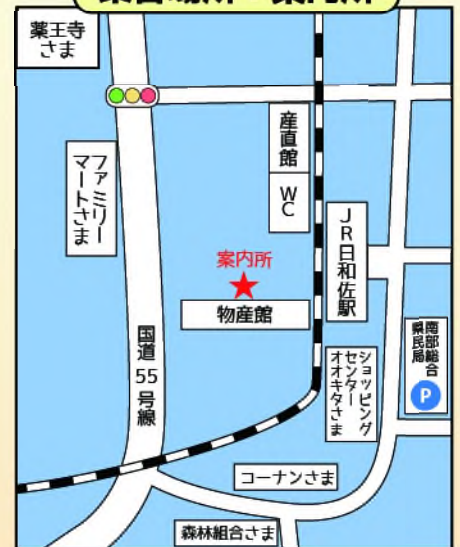 薬王寺
さま
ファミリー
マートさま
産直館
WC
案内所
物産館
JR日和佐駅
国道55号線
ショッピング
センター
オオキタさま
南部総合
県民局
P
コーナンさま
森林組合さま